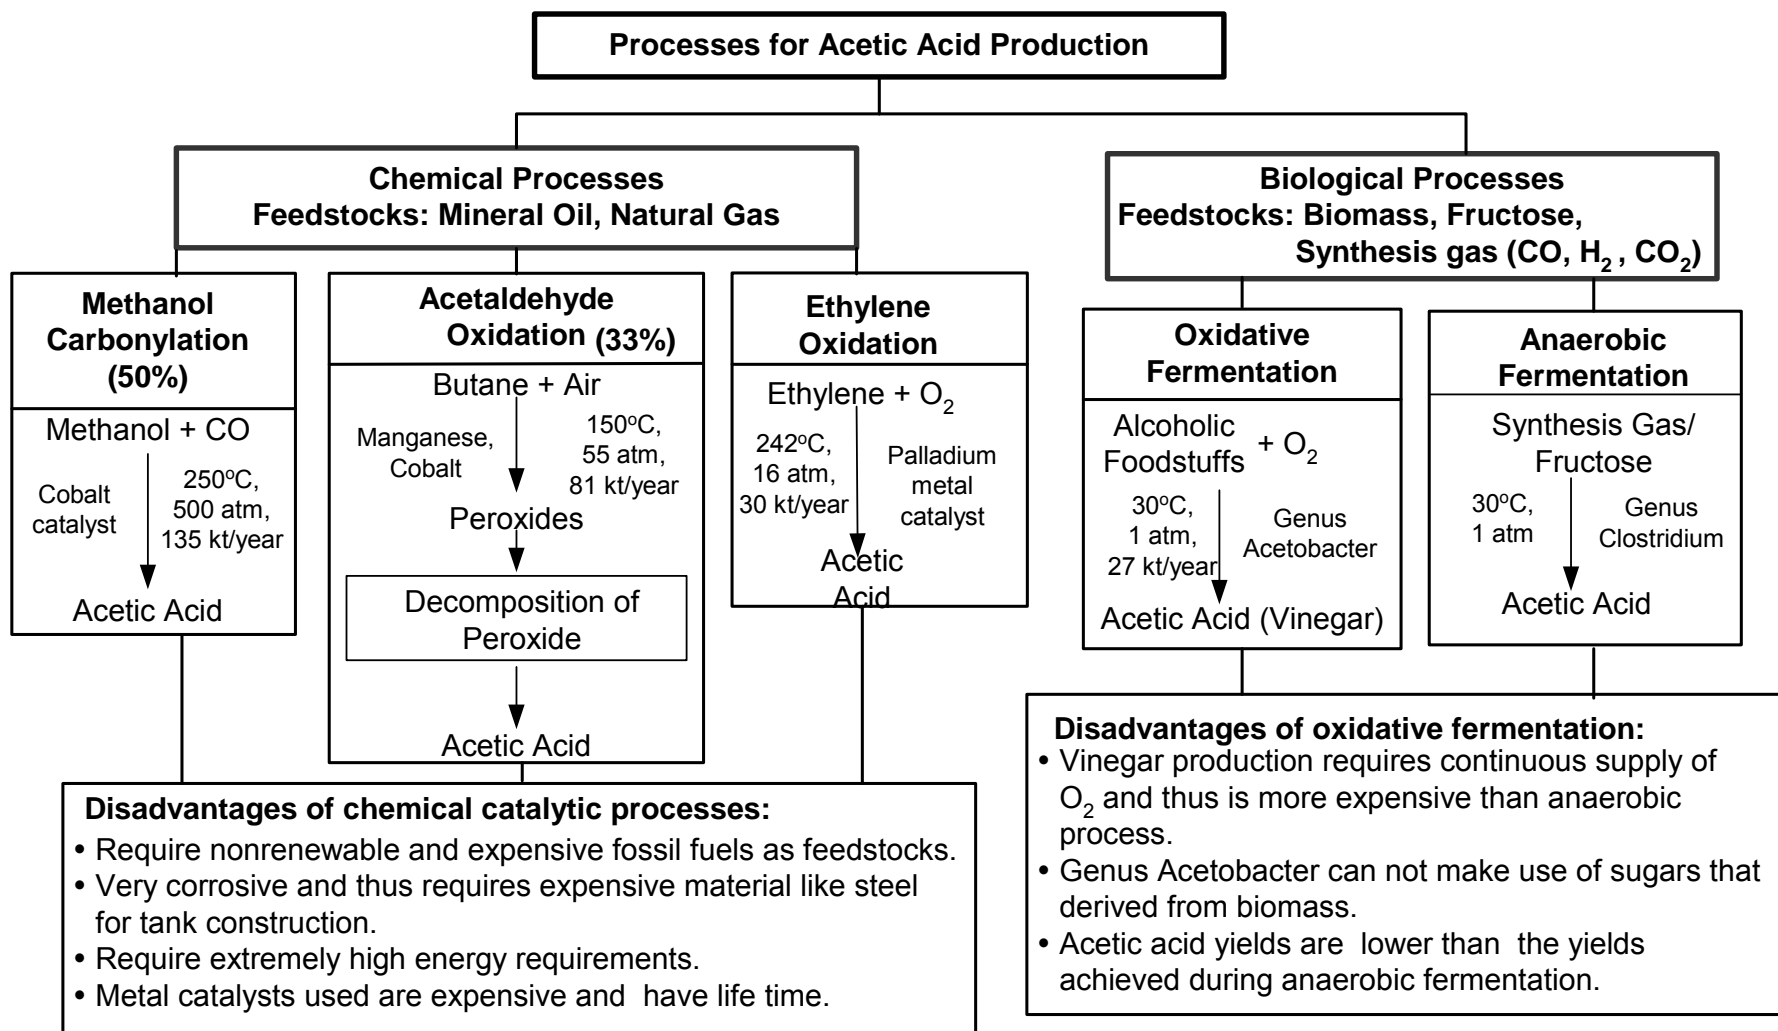 Processes for Acetic Acid Production
Chemical Processes
Feedstocks: Mineral Oil, Natural Gas
Biological Processes
Feedstocks: Biomass, Fructose,
Synthesis gas (CO, H₂ , CO₂)
Methanol
Carbonylation
(50%)
Methanol + CO
Cobalt
catalyst
250ºC,
500 atm,
135 kt/year
Acetic Acid
Acetaldehyde
Oxidation (33%)
Butane + Air
Manganese,
Cobalt
150ºC,
55 atm,
81 kt/year
Peroxides
Decomposition of
Peroxide
Acetic Acid
Ethylene
Oxidation
Ethylene + O₂
242ºC,
16 atm,
30 kt/year
Palladium
metal
catalyst
Acetic
Acid
Oxidative
Fermentation
Alcoholic
Foodstuffs + O₂
30ºC,
1 atm,
27 kt/year
Genus
Acetobacter
Acetic Acid (Vinegar)
Anaerobic
Fermentation
Synthesis Gas/
Fructose
30ºC,
1 atm
Genus
Clostridium
Acetic Acid
Disadvantages of chemical catalytic processes:
• Require nonrenewable and expensive fossil fuels as feedstocks.
• Very corrosive and thus requires expensive material like steel
for tank construction.
• Require extremely high energy requirements.
• Metal catalysts used are expensive and have life time.
Disadvantages of oxidative fermentation:
• Vinegar production requires continuous supply of
O₂ and thus is more expensive than anaerobic
process.
• Genus Acetobacter can not make use of sugars that
derived from biomass.
• Acetic acid yields are lower than the yields
achieved during anaerobic fermentation.